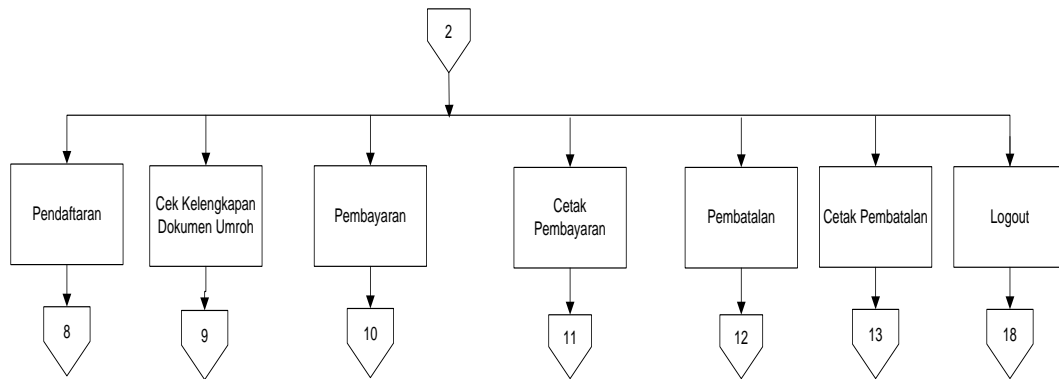 2
Pendaftaran
Cek Kelengkapan
Dokumen Umroh
Pembayaran
Cetak
Pembayaran
Pembatalan
Cetak Pembatalan
Logout
8
9
10
11
12
13
18